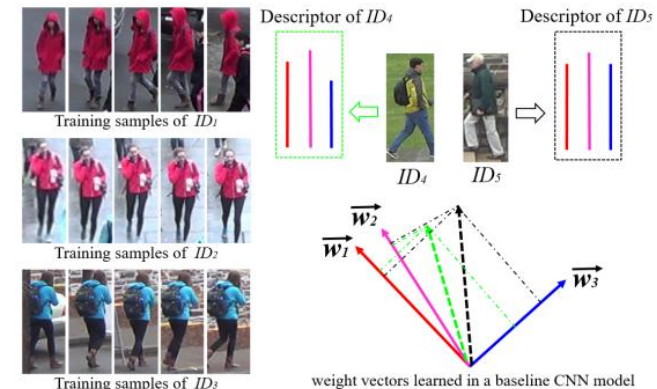 Descriptor of ID4
Descriptor of ID5
Training samples of ID1
ID4
ID5
Training samples of ID2
w1
w2
w3
Training samples of ID3
weight vectors learned in a baseline CNN model